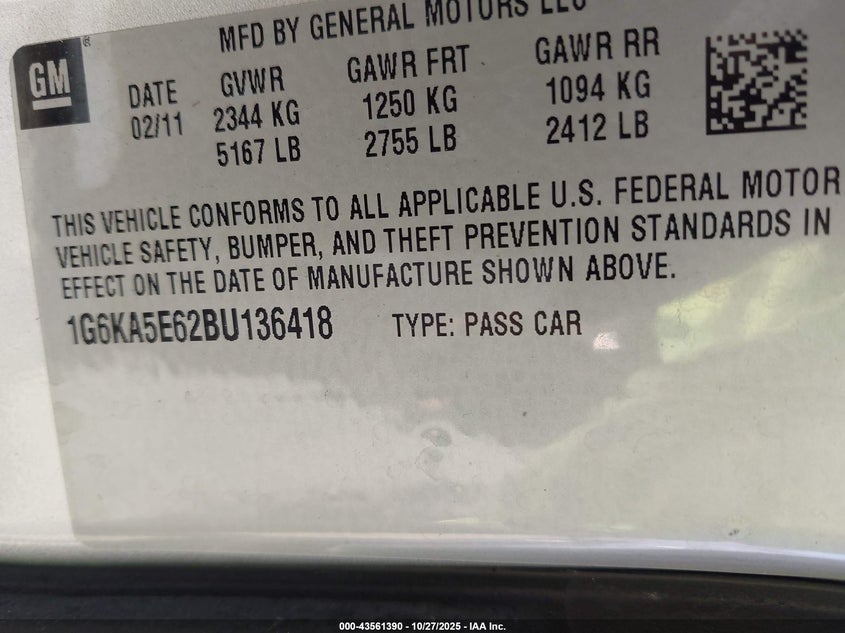 MFD BY GENERAL MOTORS LLC
GM
DATE GVWR GAWR FRT GAWR RR
02/11 2344 KG 1250 KG 1094 KG
5167 LB 2755 LB 2412 LB
THIS VEHICLE CONFORMS TO ALL APPLICABLE U.S. FEDERAL MOTOR
VEHICLE SAFETY, BUMPER, AND THEFT PREVENTION STANDARDS IN
EFFECT ON THE DATE OF MANUFACTURE SHOWN ABOVE.
1G6KA5E62BU136418 TYPE: PASS CAR
000-43561390 - 10/27/2025 - IAA Inc.